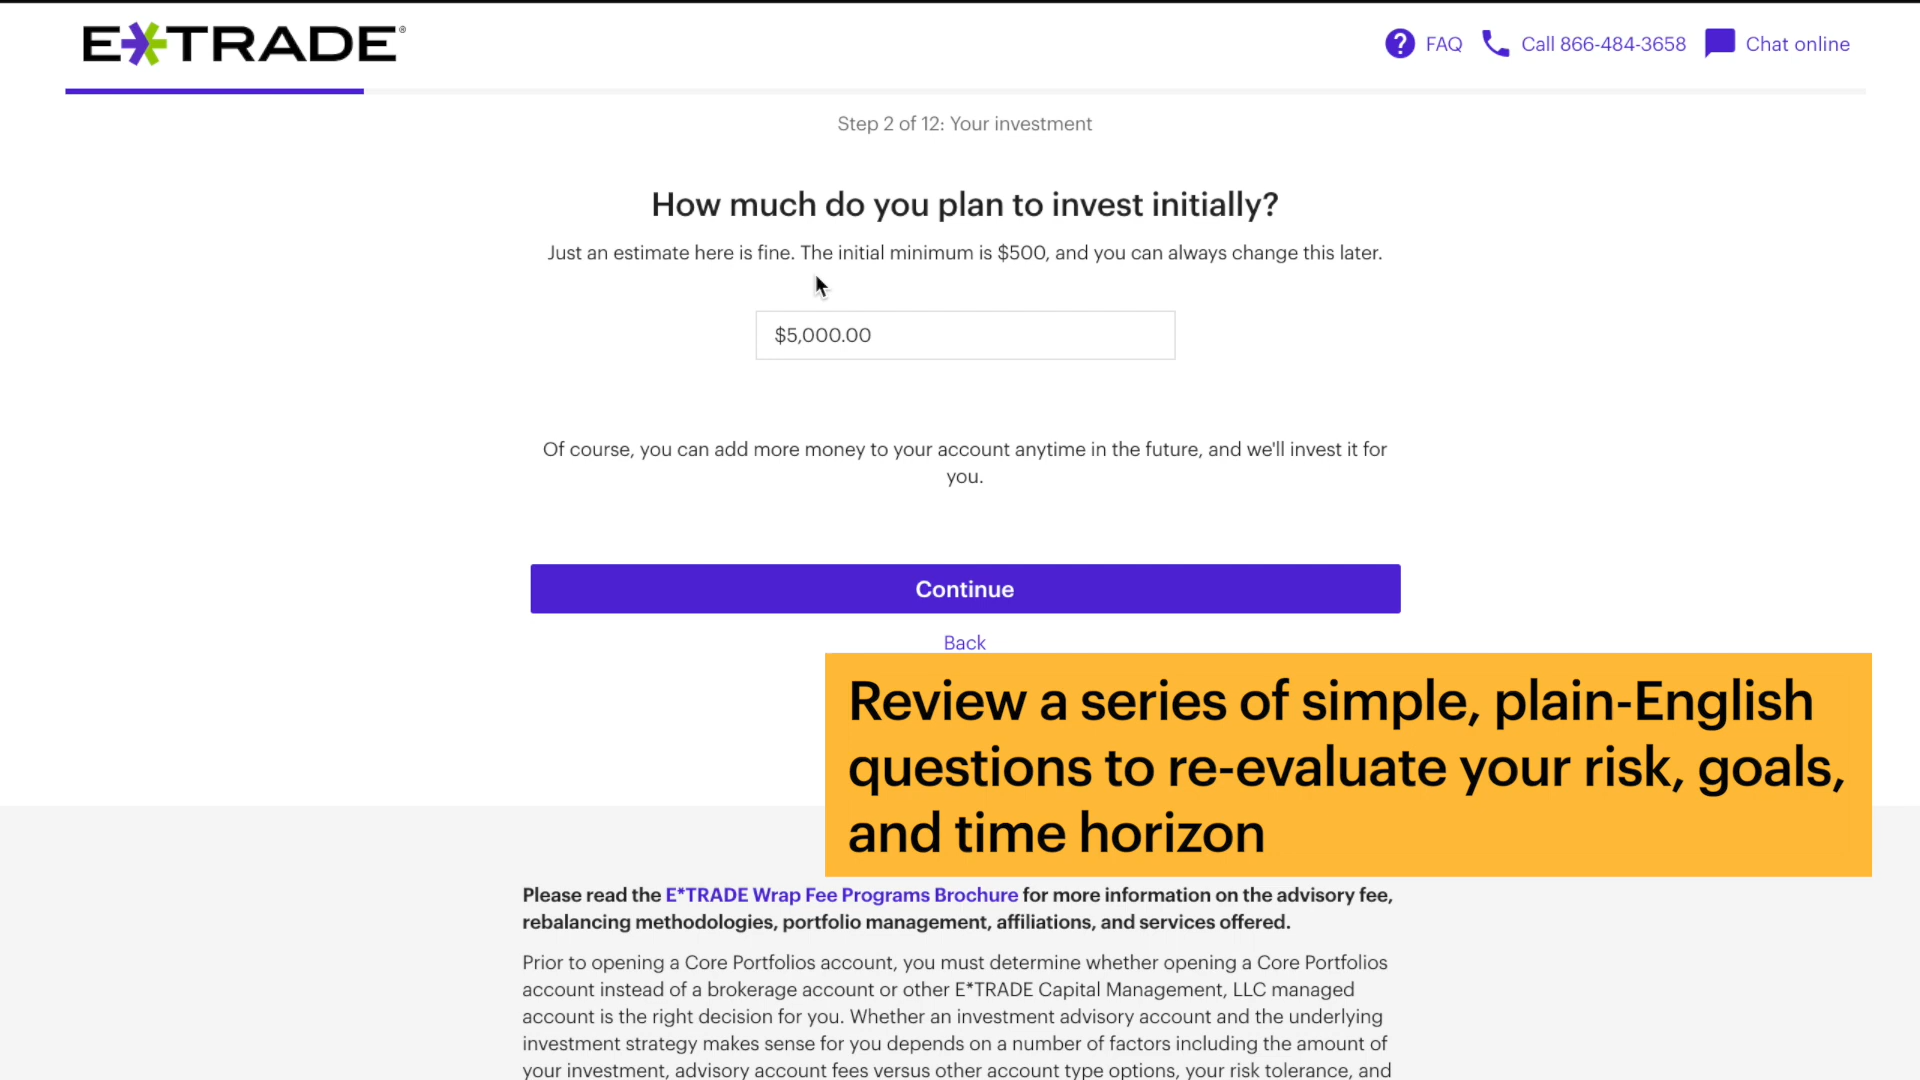 E*TRADE®
FAQ
Call 866-484-3658
Chat online
Step 2 of 12: Your investment
How much do you plan to invest initially?
Just an estimate here is fine. The initial minimum is $500, and you can always change this later.
$5,000.00
Of course, you can add more money to your account anytime in the future, and we'll invest it for
you.
Continue
Back
Review a series of simple, plain-English
questions to re-evaluate your risk, goals,
and time horizon
Please read the E*TRADE Wrap Fee Programs Brochure for more information on the advisory fee,
rebalancing methodologies, portfolio management, affiliations, and services offered.
Prior to opening a Core Portfolios account, you must determine whether opening a Core Portfolios
account instead of a brokerage account or other E*TRADE Capital Management, LLC managed
account is the right decision for you. Whether an investment advisory account and the underlying
investment strategy makes sense for you depends on a number of factors including the amount of
your investment, advisory account fees versus other account type options, your risk tolerance, and